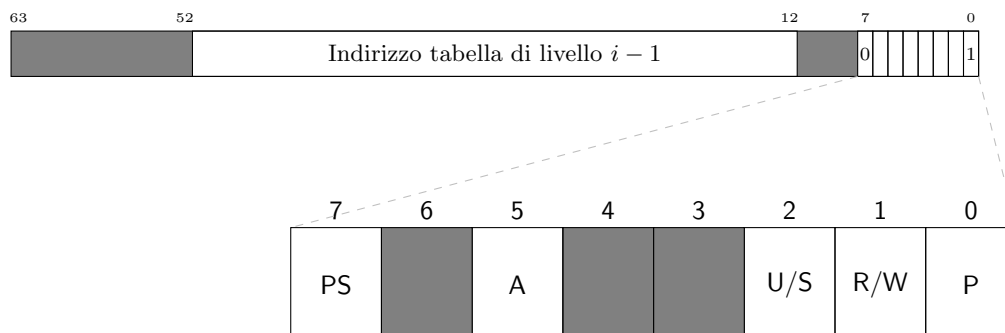 63 52 12 7 0
Indirizzo tabella di livello i − 1 0 1
7 6 5 4 3 2 1 0
PS A U/S R/W P